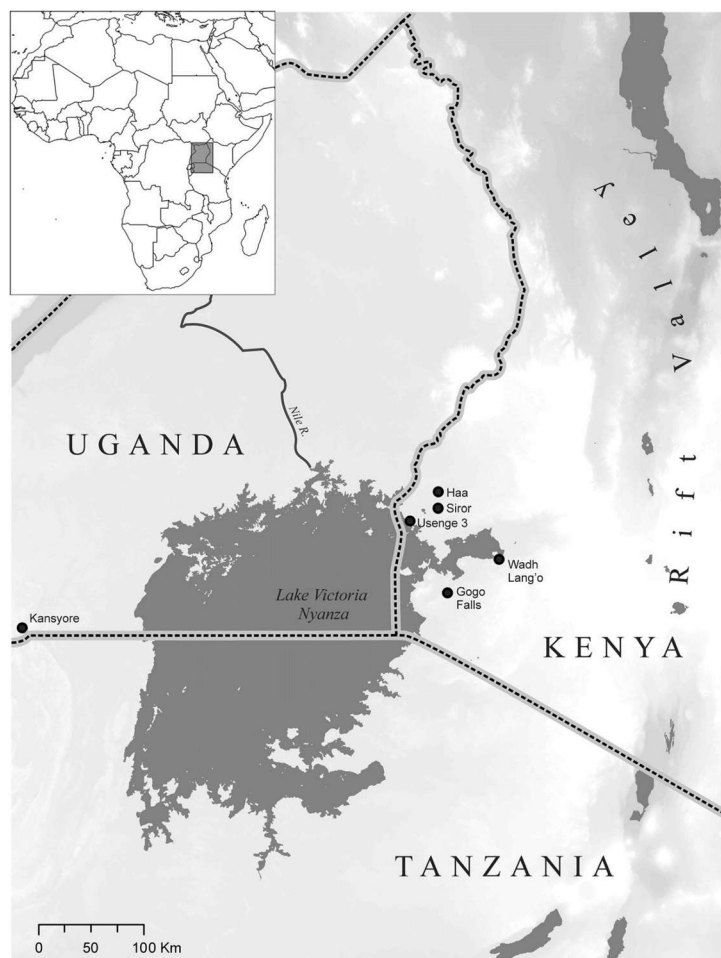 Nile R.
UGANDA
Haa
Siror
Usenge 3
Wadh
Lang'o
Gogo
Falls
Lake Victoria
Nyanza
Kansyore
KENYA
Rift Valley
TANZANIA
0 50 100 Km